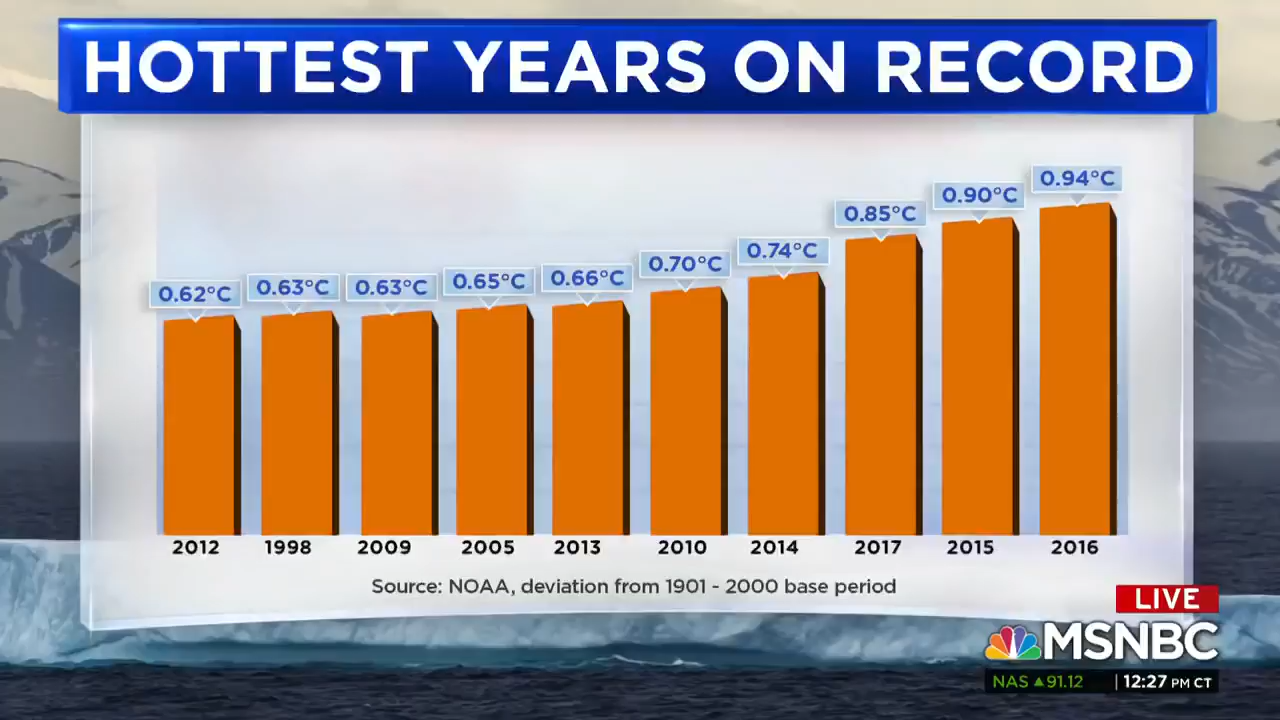 HOTTEST YEARS ON RECORD
0.62°C 0.63°C 0.63°C 0.65°C 0.66°C 0.70°C 0.74°C 0.85°C 0.90°C 0.94°C
2012 1998 2009 2005 2013 2010 2014 2017 2015 2016
Source: NOAA, deviation from 1901 - 2000 base period
LIVE
MSNBC
NAS ▲91.12 | 12:27 PM CT